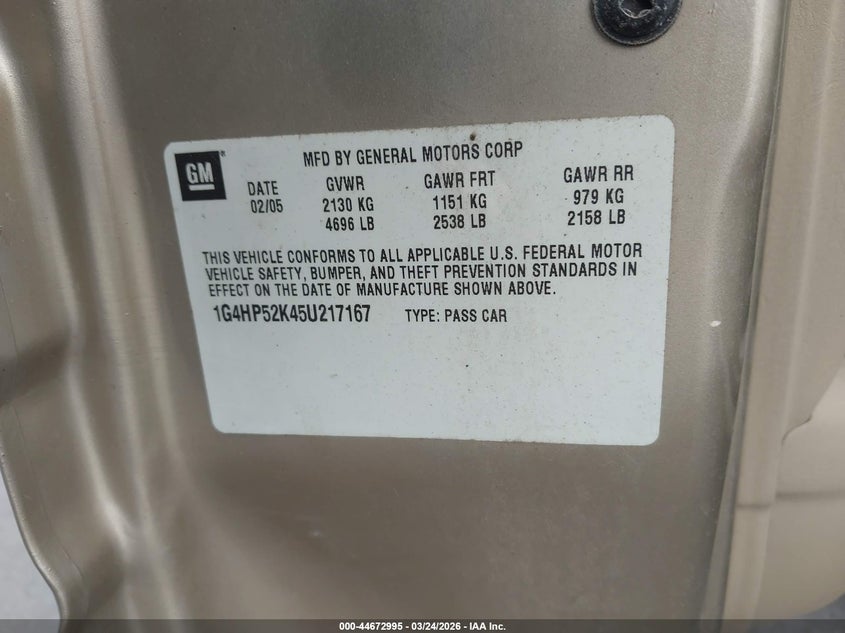 GM
MFD BY GENERAL MOTORS CORP
DATE GVWR GAWR FRT GAWR RR
02/05 2130 KG 1151 KG 979 KG
4696 LB 2538 LB 2158 LB
THIS VEHICLE CONFORMS TO ALL APPLICABLE U.S. FEDERAL MOTOR
VEHICLE SAFETY, BUMPER, AND THEFT PREVENTION STANDARDS IN
EFFECT ON THE DATE OF MANUFACTURE SHOWN ABOVE.
1G4HP52K45U217167 TYPE: PASS CAR
000-44672995 - 03/24/2026 - IAA Inc.